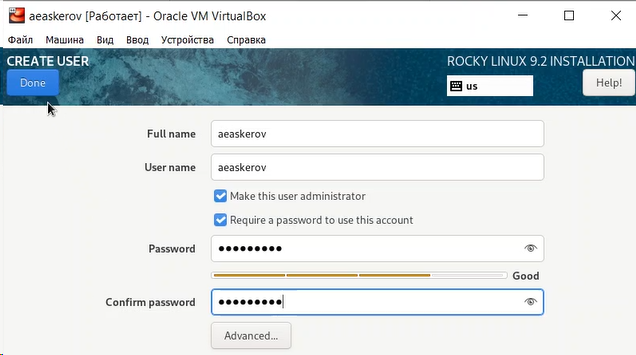 aeaskerov [Работает] - Oracle VM VirtualBox
Файл Машина Вид Ввод Устройства Справка
CREATE USER
ROCKY LINUX 9.2 INSTALLATION
Done
us
Help!
Full name
aeaskerov
User name
aeaskerov
Make this user administrator
Require a password to use this account
Password
●●●●●●●●●
Good
Confirm password
●●●●●●●●●
Advanced...